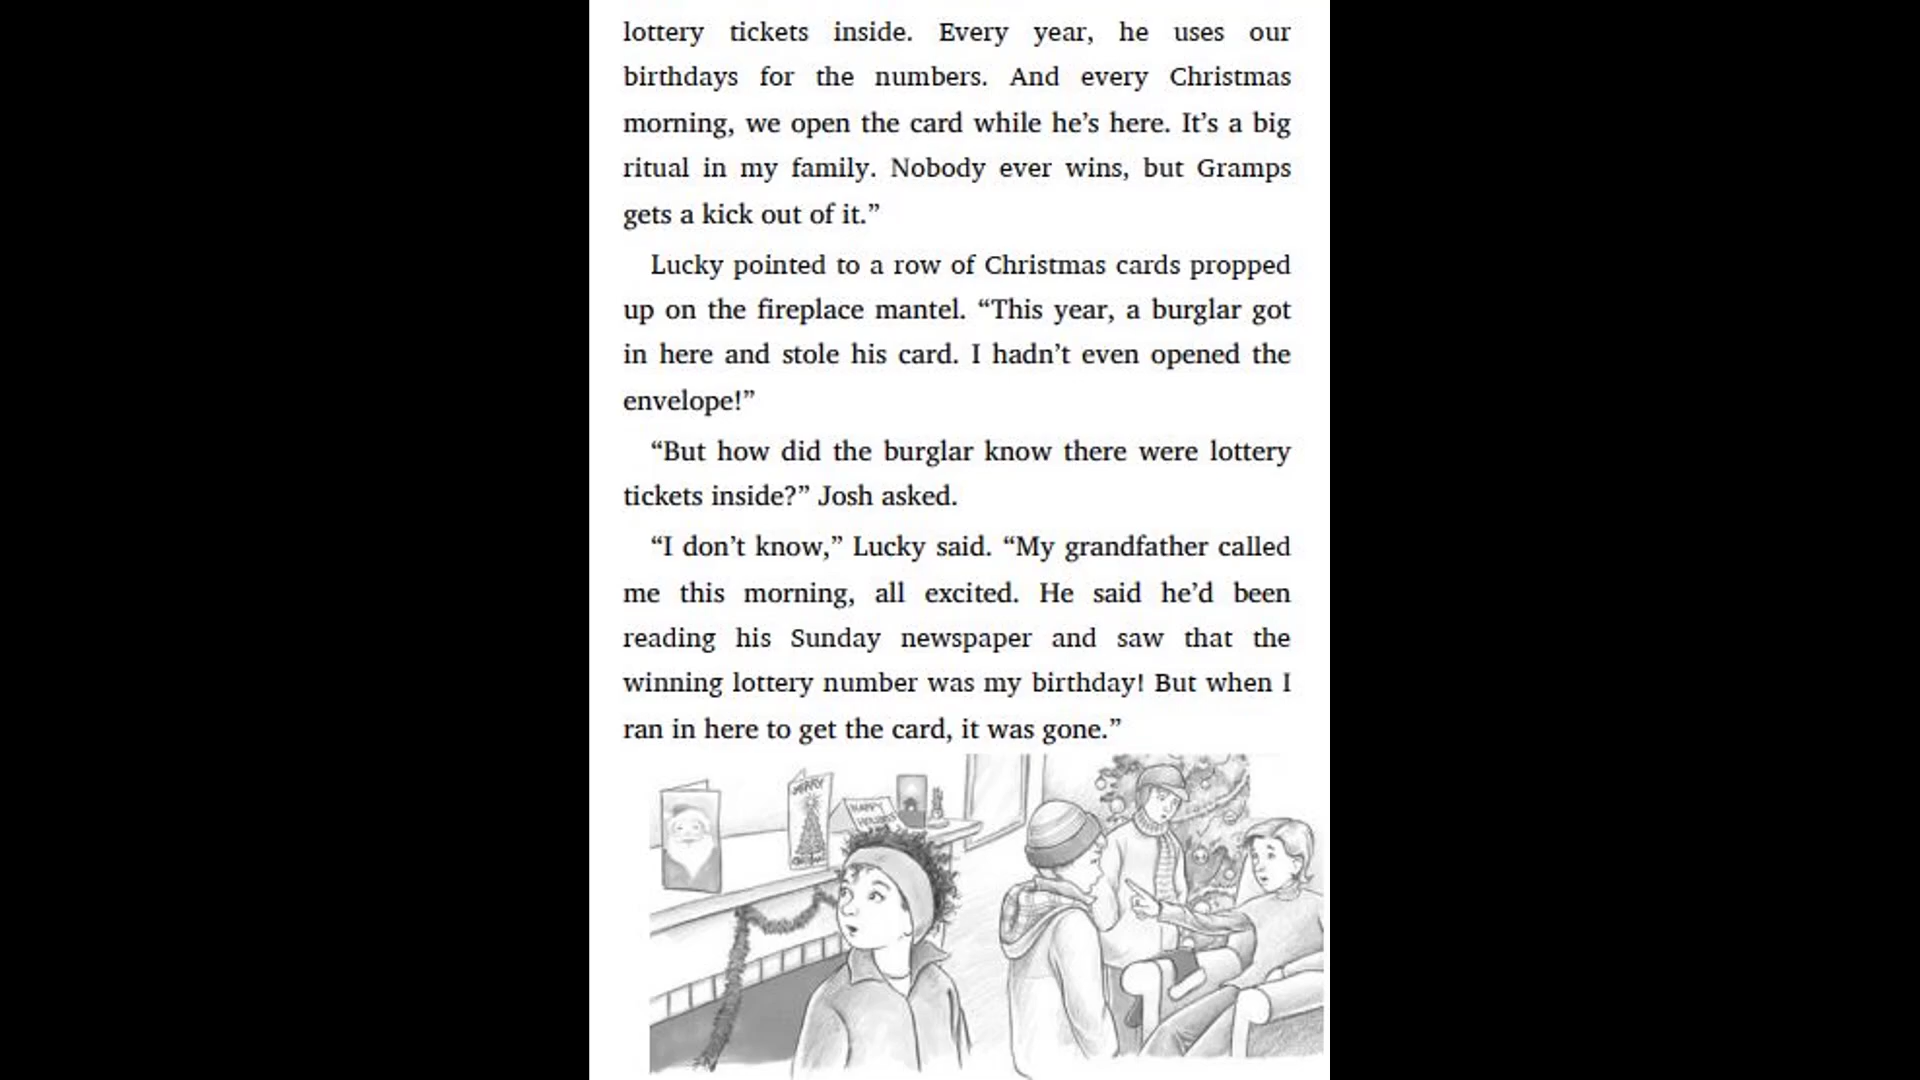 lottery tickets inside. Every year, he uses our
birthdays for the numbers. And every Christmas
morning, we open the card while he’s here. It’s a big
ritual in my family. Nobody ever wins, but Gramps
gets a kick out of it.”
Lucky pointed to a row of Christmas cards propped
up on the fireplace mantel. “This year, a burglar got
in here and stole his card. I hadn’t even opened the
envelope!”
“But how did the burglar know there were lottery
tickets inside?” Josh asked.
“I don’t know,” Lucky said. “My grandfather called
me this morning, all excited. He said he’d been
reading his Sunday newspaper and saw that the
winning lottery number was my birthday! But when I
ran in here to get the card, it was gone.”
MERRY
HAPPY
HOLIDAYS